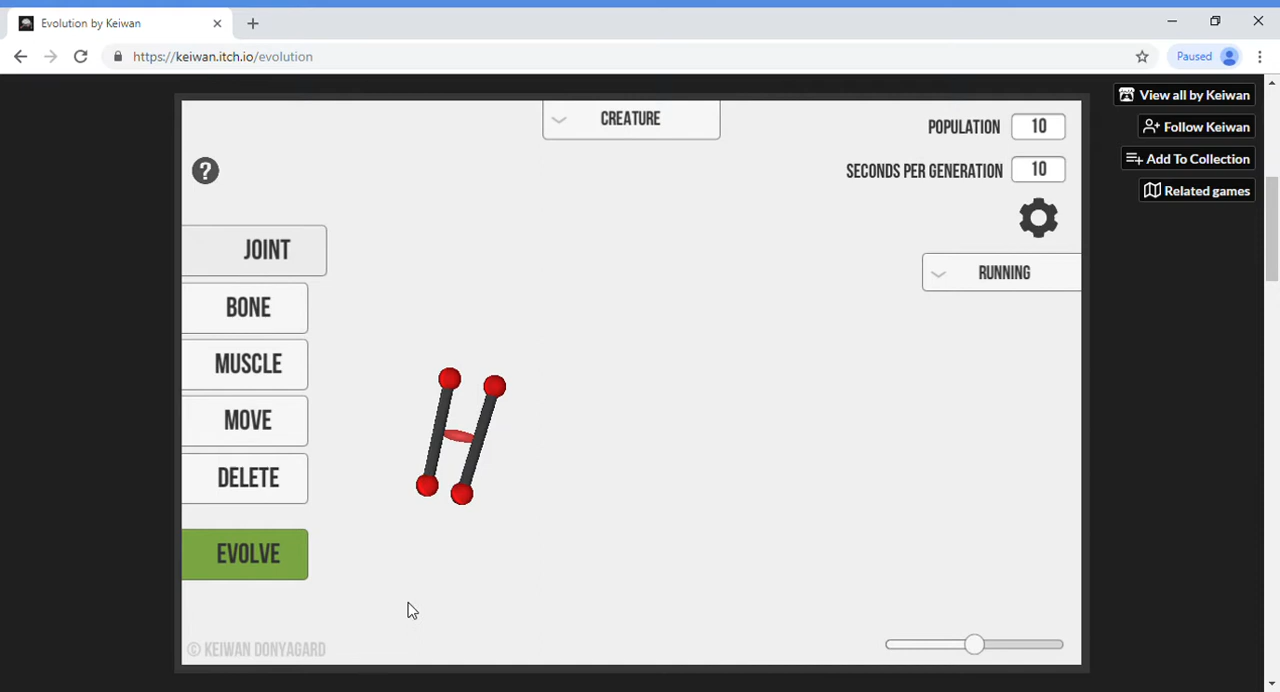 Evolution by Keiwan
https://keiwan.itch.io/evolution
Paused
View all by Keiwan
Follow Keiwan
Add To Collection
Related games
CREATURE
POPULATION 10
SECONDS PER GENERATION 10
?
RUNNING
JOINT
BONE
MUSCLE
MOVE
DELETE
EVOLVE
© KEIWAN DONYAGARD